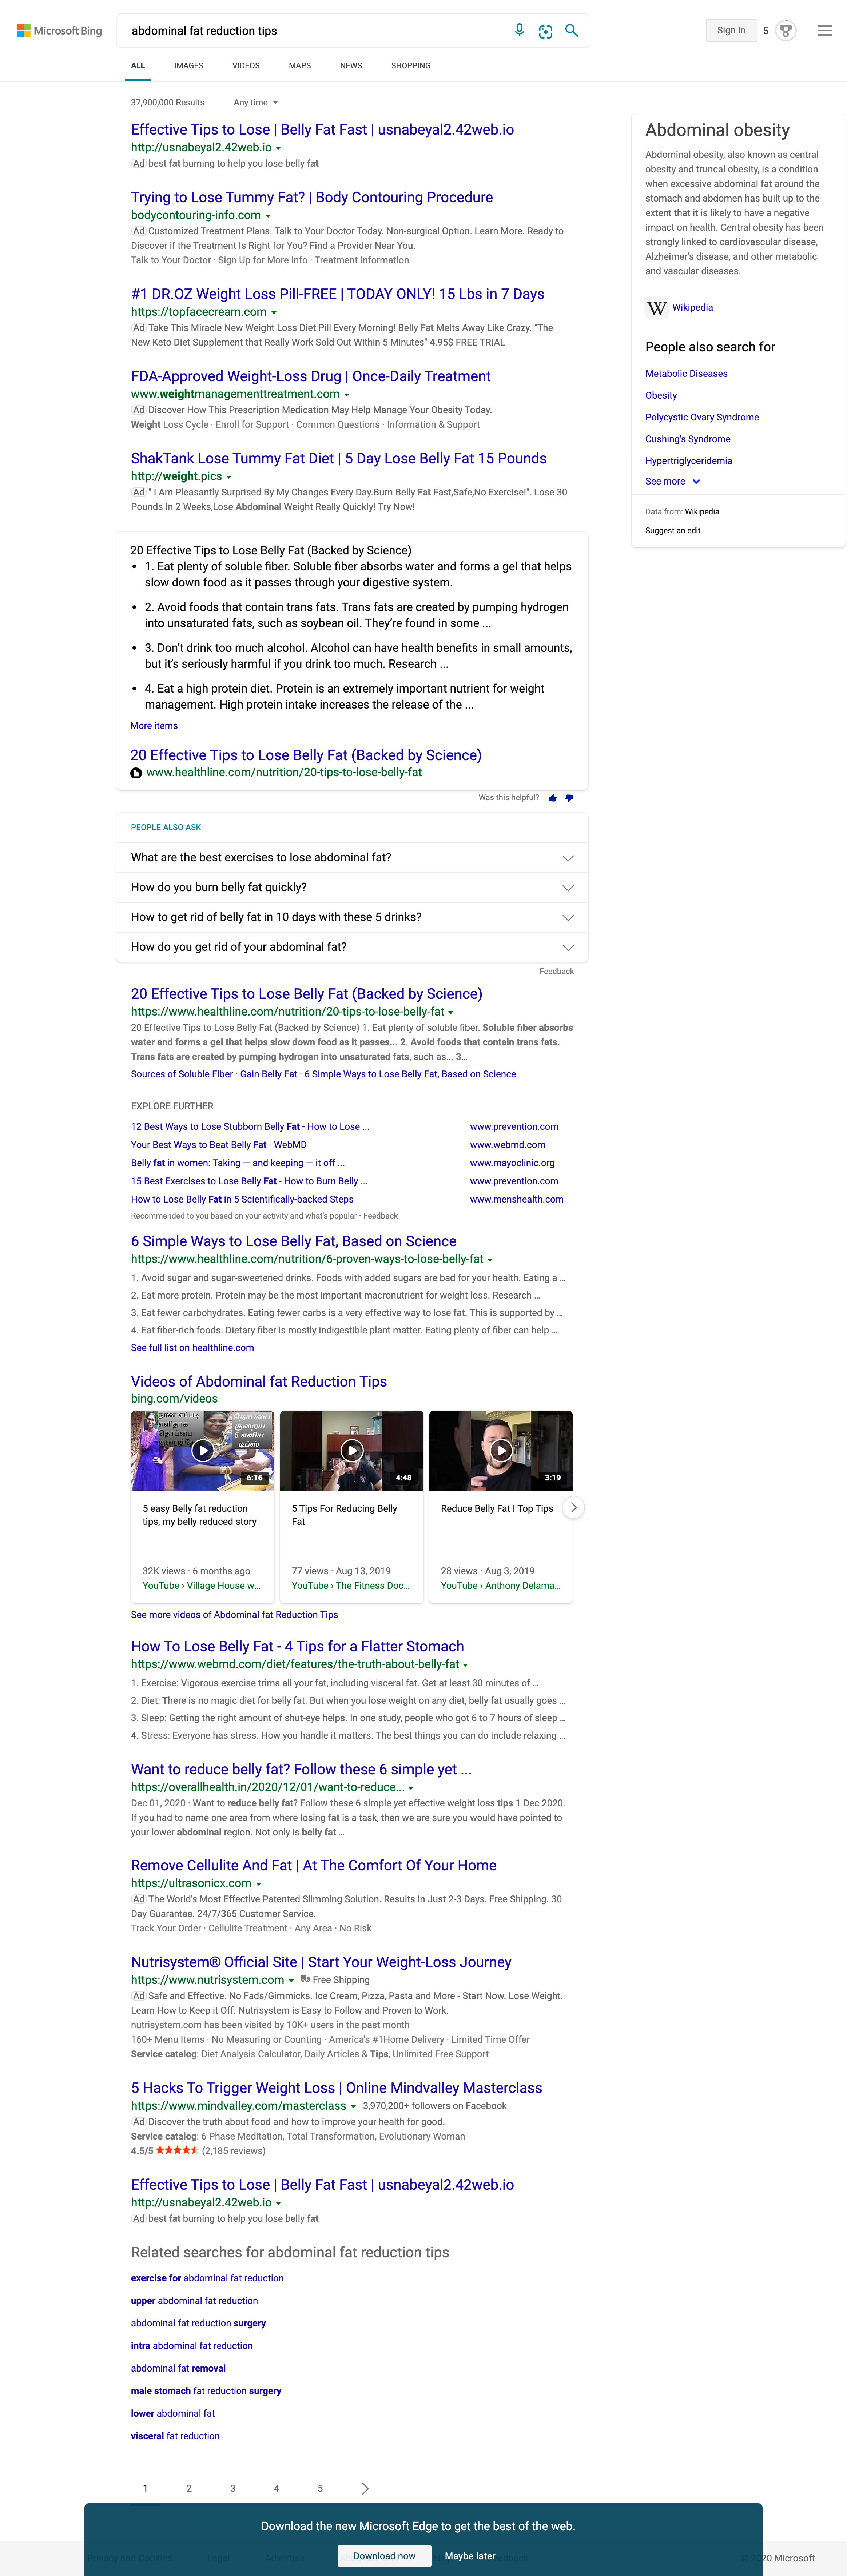 Microsoft Bing
abdominal fat reduction tips
Sign in
5
ALL IMAGES VIDEOS MAPS NEWS SHOPPING
37,900,000 Results Any time
Effective Tips to Lose | Belly Fat Fast | usnabeyal2.42web.io
http://usnabeyal2.42web.io
Ad best fat burning to help you lose belly fat
Trying to Lose Tummy Fat? | Body Contouring Procedure
bodycontouring-info.com
Ad Customized Treatment Plans. Talk to Your Doctor Today. Non-surgical Option. Learn More. Ready to
Discover if the Treatment Is Right for You? Find a Provider Near You.
Talk to Your Doctor · Sign Up for More Info · Treatment Information
#1 DR.OZ Weight Loss Pill-FREE | TODAY ONLY! 15 Lbs in 7 Days
https://topfacecream.com
Ad Take This Miracle New Weight Loss Diet Pill Every Morning! Belly Fat Melts Away Like Crazy. "The
New Keto Diet Supplement that Really Work Sold Out Within 5 Minutes" 4.95$ FREE TRIAL
FDA-Approved Weight-Loss Drug | Once-Daily Treatment
www.weightmanagementtreatment.com
Ad Discover How This Prescription Medication May Help Manage Your Obesity Today.
Weight Loss Cycle · Enroll for Support · Common Questions · Information & Support
ShakTank Lose Tummy Fat Diet | 5 Day Lose Belly Fat 15 Pounds
http://weight.pics
Ad " I Am Pleasantly Surprised By My Changes Every Day.Burn Belly Fat Fast,Safe,No Exercise!". Lose 30
Pounds In 2 Weeks,Lose Abdominal Weight Really Quickly! Try Now!
20 Effective Tips to Lose Belly Fat (Backed by Science)
• 1. Eat plenty of soluble fiber. Soluble fiber absorbs water and forms a gel that helps
slow down food as it passes through your digestive system.
• 2. Avoid foods that contain trans fats. Trans fats are created by pumping hydrogen
into unsaturated fats, such as soybean oil. They’re found in some ...
• 3. Don’t drink too much alcohol. Alcohol can have health benefits in small amounts,
but it’s seriously harmful if you drink too much. Research ...
• 4. Eat a high protein diet. Protein is an extremely important nutrient for weight
management. High protein intake increases the release of the ...
More items
20 Effective Tips to Lose Belly Fat (Backed by Science)
www.healthline.com/nutrition/20-tips-to-lose-belly-fat
Was this helpful?
PEOPLE ALSO ASK
What are the best exercises to lose abdominal fat?
How do you burn belly fat quickly?
How to get rid of belly fat in 10 days with these 5 drinks?
How do you get rid of your abdominal fat?
Feedback
20 Effective Tips to Lose Belly Fat (Backed by Science)
https://www.healthline.com/nutrition/20-tips-to-lose-belly-fat
20 Effective Tips to Lose Belly Fat (Backed by Science) 1. Eat plenty of soluble fiber. Soluble fiber absorbs
water and forms a gel that helps slow down food as it passes... 2. Avoid foods that contain trans fats.
Trans fats are created by pumping hydrogen into unsaturated fats, such as... 3...
Sources of Soluble Fiber · Gain Belly Fat · 6 Simple Ways to Lose Belly Fat, Based on Science
EXPLORE FURTHER
12 Best Ways to Lose Stubborn Belly Fat - How to Lose ... www.prevention.com
Your Best Ways to Beat Belly Fat - WebMD www.webmd.com
Belly fat in women: Taking — and keeping — it off ... www.mayoclinic.org
15 Best Exercises to Lose Belly Fat - How to Burn Belly ... www.prevention.com
How to Lose Belly Fat in 5 Scientifically-backed Steps www.menshealth.com
Recommended to you based on your activity and what's popular • Feedback
6 Simple Ways to Lose Belly Fat, Based on Science
https://www.healthline.com/nutrition/6-proven-ways-to-lose-belly-fat
1. Avoid sugar and sugar-sweetened drinks. Foods with added sugars are bad for your health. Eating a ...
2. Eat more protein. Protein may be the most important macronutrient for weight loss. Research ...
3. Eat fewer carbohydrates. Eating fewer carbs is a very effective way to lose fat. This is supported by ...
4. Eat fiber-rich foods. Dietary fiber is mostly indigestible plant matter. Eating plenty of fiber can help ...
See full list on healthline.com
Videos of Abdominal fat Reduction Tips
bing.com/videos
6:16 4:48 3:19
5 easy Belly fat reduction
tips, my belly reduced story
32K views · 6 months ago
YouTube › Village House w...
5 Tips For Reducing Belly
Fat
77 views · Aug 13, 2019
YouTube › The Fitness Doc...
Reduce Belly Fat I Top Tips
28 views · Aug 3, 2019
YouTube › Anthony Delama...
See more videos of Abdominal fat Reduction Tips
How To Lose Belly Fat - 4 Tips for a Flatter Stomach
https://www.webmd.com/diet/features/the-truth-about-belly-fat
1. Exercise: Vigorous exercise trims all your fat, including visceral fat. Get at least 30 minutes of ...
2. Diet: There is no magic diet for belly fat. But when you lose weight on any diet, belly fat usually goes ...
3. Sleep: Getting the right amount of shut-eye helps. In one study, people who got 6 to 7 hours of sleep ...
4. Stress: Everyone has stress. How you handle it matters. The best things you can do include relaxing ...
Want to reduce belly fat? Follow these 6 simple yet ...
https://overallhealth.in/2020/12/01/want-to-reduce...
Dec 01, 2020 · Want to reduce belly fat? Follow these 6 simple yet effective weight loss tips 1 Dec 2020.
If you had to name one area from where losing fat is a task, then we are sure you would have pointed to
your lower abdominal region. Not only is belly fat ...
Remove Cellulite And Fat | At The Comfort Of Your Home
https://ultrasonicx.com
Ad The World's Most Effective Patented Slimming Solution. Results In Just 2-3 Days. Free Shipping. 30
Day Guarantee. 24/7/365 Customer Service.
Track Your Order · Cellulite Treatment · Any Area · No Risk
Nutrisystem® Official Site | Start Your Weight-Loss Journey
https://www.nutrisystem.com Free Shipping
Ad Safe and Effective. No Fads/Gimmicks. Ice Cream, Pizza, Pasta and More - Start Now. Lose Weight.
Learn How to Keep it Off. Nutrisystem is Easy to Follow and Proven to Work.
nutrisystem.com has been visited by 10K+ users in the past month
160+ Menu Items · No Measuring or Counting · America's #1Home Delivery · Limited Time Offer
Service catalog: Diet Analysis Calculator, Daily Articles & Tips, Unlimited Free Support
5 Hacks To Trigger Weight Loss | Online Mindvalley Masterclass
https://www.mindvalley.com/masterclass 3,970,200+ followers on Facebook
Ad Discover the truth about food and how to improve your health for good.
Service catalog: 6 Phase Meditation, Total Transformation, Evolutionary Woman
4.5/5 (2,185 reviews)
Effective Tips to Lose | Belly Fat Fast | usnabeyal2.42web.io
http://usnabeyal2.42web.io
Ad best fat burning to help you lose belly fat
Related searches for abdominal fat reduction tips
exercise for abdominal fat reduction
upper abdominal fat reduction
abdominal fat reduction surgery
intra abdominal fat reduction
abdominal fat removal
male stomach fat reduction surgery
lower abdominal fat
visceral fat reduction
1 2 3 4 5
Abdominal obesity
Abdominal obesity, also known as central
obesity and truncal obesity, is a condition
when excessive abdominal fat around the
stomach and abdomen has built up to the
extent that it is likely to have a negative
impact on health. Central obesity has been
strongly linked to cardiovascular disease,
Alzheimer's disease, and other metabolic
and vascular diseases.
W Wikipedia
People also search for
Metabolic Diseases
Obesity
Polycystic Ovary Syndrome
Cushing's Syndrome
Hypertriglyceridemia
See more
Data from: Wikipedia
Suggest an edit
Download the new Microsoft Edge to get the best of the web.
Download now Maybe later
20 Microsoft